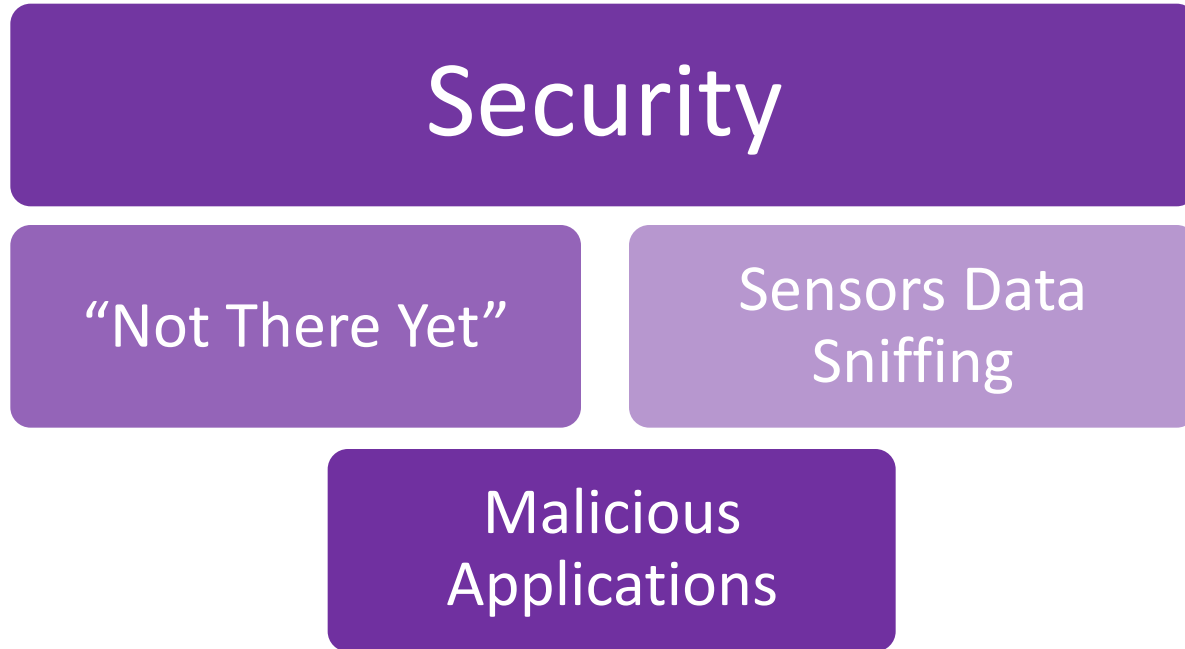 Security
“Not There Yet”
Sensors Data
Sniffing
Malicious
Applications